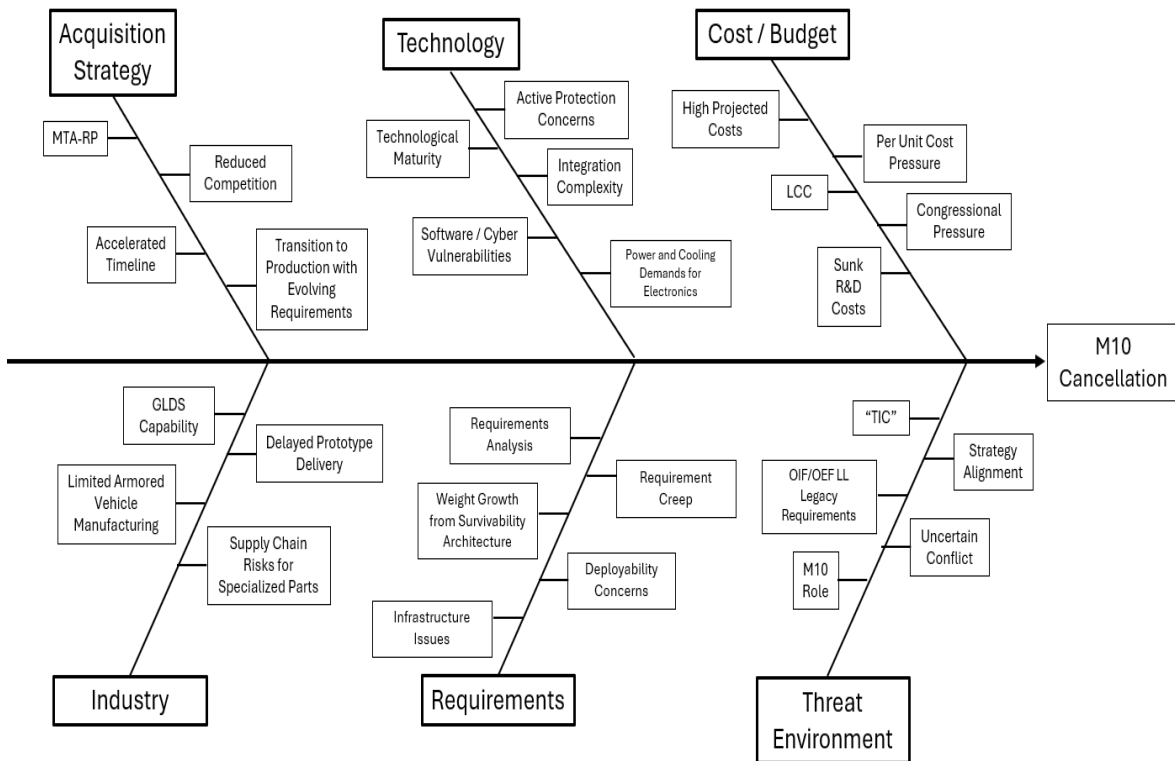 Acquisition
Strategy
Technology
Cost / Budget
MTA-RP
Reduced
Competition
Accelerated
Timeline
Transition to
Production with
Evolving
Requirements
Active Protection
Concerns
Technological
Maturity
Integration
Complexity
Software / Cyber
Vulnerabilities
Power and Cooling
Demands for
Electronics
High Projected
Costs
Per Unit Cost
Pressure
LCC
Congressional
Pressure
Sunk
R&D
Costs
M10
Cancellation
GLDS
Capability
Delayed Prototype
Delivery
Limited Armored
Vehicle
Manufacturing
Supply Chain
Risks for
Specialized Parts
Requirements
Analysis
Requirement
Creep
Weight Growth
from Survivability
Architecture
Deployability
Concerns
Infrastructure
Issues
“TIC”
Strategy
Alignment
OIF/OEF LL
Legacy
Requirements
Uncertain
Conflict
M10
Role
Industry
Requirements
Threat
Environment